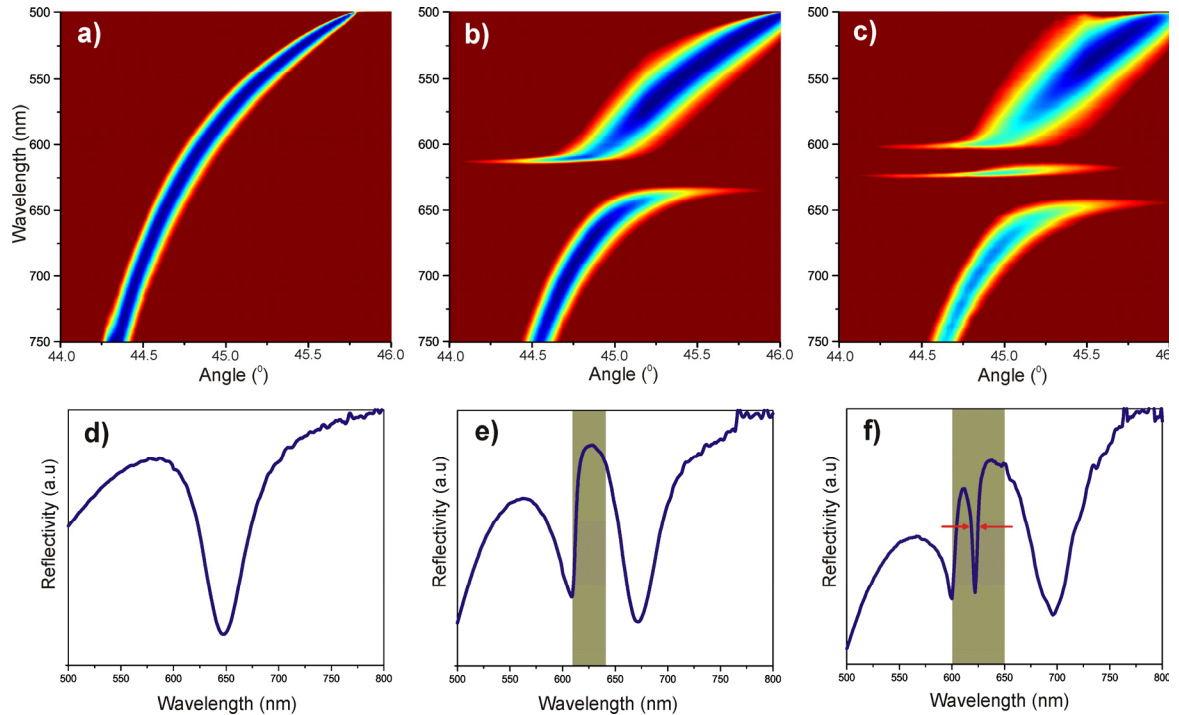 a)
b)
c)
500
550
600
650
700
750
Wavelength (nm)
44.0 44.5 45.0 45.5 46.0
Angle (⁰)
500
550
600
650
700
750
44.0 44.5 45.0 45.5 46.0
Angle (⁰)
500
550
600
650
700
750
44.0 44.5 45.0 45.5 46
Angle (⁰)
d)
Reflectivity (a.u)
500 550 600 650 700 750 800
Wavelength (nm)
e)
Reflectivity (a.u)
500 550 600 650 700 750 800
Wavelength (nm)
f)
Reflectivity (a.u)
500 550 600 650 700 750 800
Wavelength (nm)